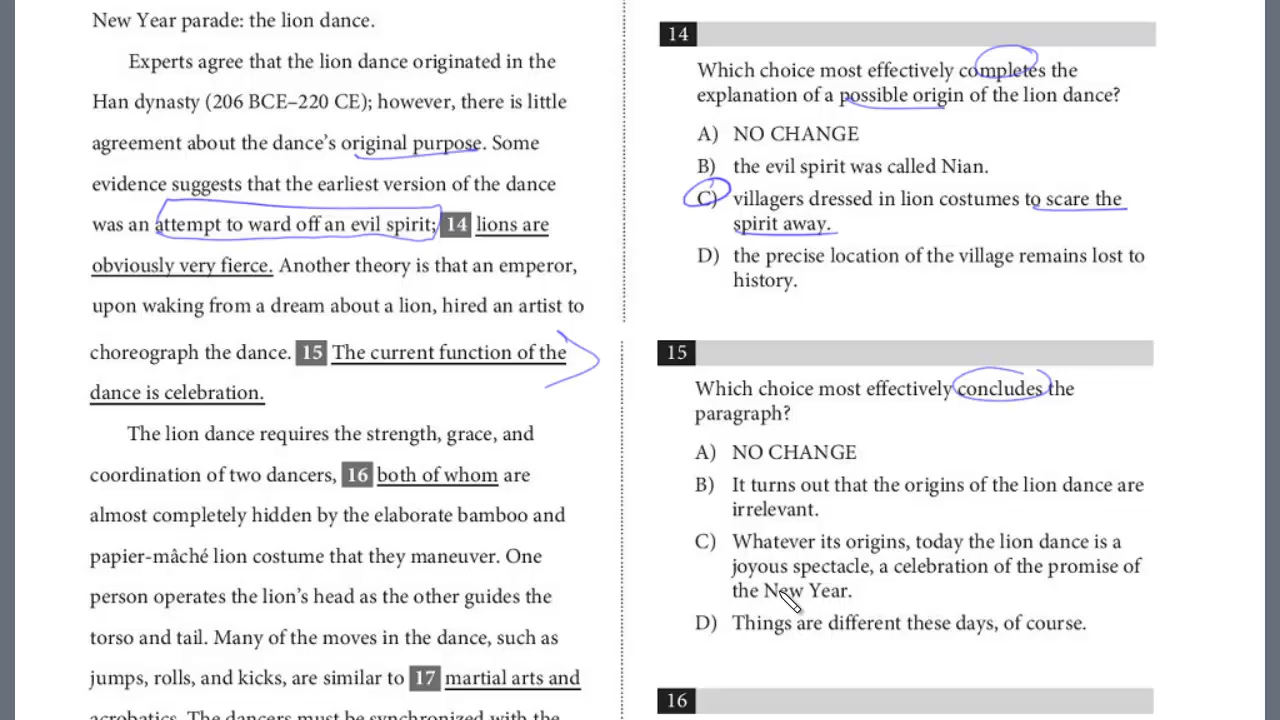 New Year parade: the lion dance.
Experts agree that the lion dance originated in the
Han dynasty (206 BCE–220 CE); however, there is little
agreement about the dance's original purpose. Some
evidence suggests that the earliest version of the dance
was an attempt to ward off an evil spirit; 14 lions are
obviously very fierce. Another theory is that an emperor,
upon waking from a dream about a lion, hired an artist to
choreograph the dance. 15 The current function of the
dance is celebration.
The lion dance requires the strength, grace, and
coordination of two dancers, 16 both of whom are
almost completely hidden by the elaborate bamboo and
papier-mâché lion costume that they maneuver. One
person operates the lion's head as the other guides the
torso and tail. Many of the moves in the dance, such as
jumps, rolls, and kicks, are similar to 17 martial arts and
acrobatics. The dancers must be synchronized with the
14
Which choice most effectively completes the
explanation of a possible origin of the lion dance?
A) NO CHANGE
B) the evil spirit was called Nian.
C) villagers dressed in lion costumes to scare the
spirit away.
D) the precise location of the village remains lost to
history.
15
Which choice most effectively concludes the
paragraph?
A) NO CHANGE
B) It turns out that the origins of the lion dance are
irrelevant.
C) Whatever its origins, today the lion dance is a
joyous spectacle, a celebration of the promise of
the New Year.
D) Things are different these days, of course.
16